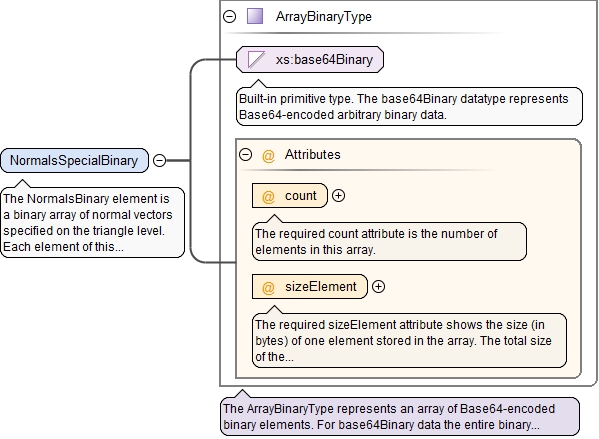 ArrayBinaryType
xs:base64Binary
Built-in primitive type. The base64Binary datatype represents
Base64-encoded arbitrary binary data.
@ Attributes
NormalsSpecialBinary
The NormalsBinary element is
a binary array of normal vectors
specified on the triangle level.
Each element of this...
@ count
The required count attribute is the number of
elements in this array.
@ sizeElement
The required sizeElement attribute shows the size (in
bytes) of one element stored in the array. The total size
of the...
The ArrayBinaryType represents an array of Base64-encoded
binary elements. For base64Binary data the entire binary...